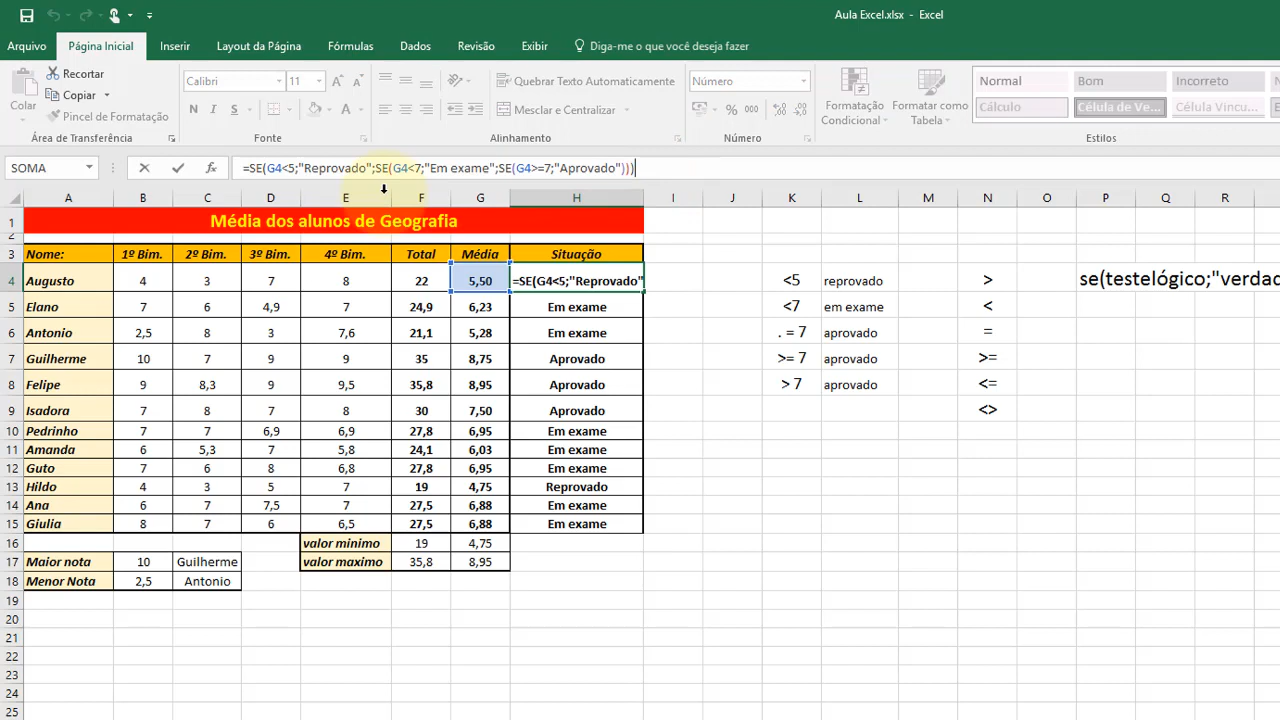 Aula Excel.xlsx - Excel
Arquivo Página Inicial Inserir Layout da Página Fórmulas Dados Revisão Exibir Diga-me o que você deseja fazer
Colar
Recortar
Copiar
Pincel de Formatação
Área de Transferência
Calibri 11
N I S
Fonte
Quebrar Texto Automaticamente
Mesclar e Centralizar
Alinhamento
Número
% 000
Número
Formatação Condicional
Formatar como Tabela
Normal Bom Incorreto
Cálculo Célula de Ve... Célula Vincu...
Estilos
SOMA fx =SE(G4<5;"Reprovado";SE(G4<7;"Em exame";SE(G4>=7;"Aprovado")))
A B C D E F G H I J K L M N O P Q R
1 Média dos alunos de Geografia
2
3 Nome: 1º Bim. 2º Bim. 3º Bim. 4º Bim. Total Média Situação
4 Augusto 4 3 7 8 22 5,50 =SE(G4<5;"Reprovado" <5 reprovado > se(testelógico;"verdad
5 Elano 7 6 4,9 7 24,9 6,23 Em exame <7 em exame <
6 Antonio 2,5 8 3 7,6 21,1 5,28 Em exame . = 7 aprovado =
7 Guilherme 10 7 9 9 35 8,75 Aprovado >= 7 aprovado >=
8 Felipe 9 8,3 9 9,5 35,8 8,95 Aprovado > 7 aprovado <=
9 Isadora 7 8 7 8 30 7,50 Aprovado <>
10 Pedrinho 7 7 6,9 6,9 27,8 6,95 Em exame
11 Amanda 6 5,3 7 5,8 24,1 6,03 Em exame
12 Guto 7 6 8 6,8 27,8 6,95 Em exame
13 Hildo 4 3 5 7 19 4,75 Reprovado
14 Ana 6 7 7,5 7 27,5 6,88 Em exame
15 Giulia 8 7 6 6,5 27,5 6,88 Em exame
16 valor minimo 19 4,75
17 Maior nota 10 Guilherme valor maximo 35,8 8,95
18 Menor Nota 2,5 Antonio
19
20
21
22
23
24
25